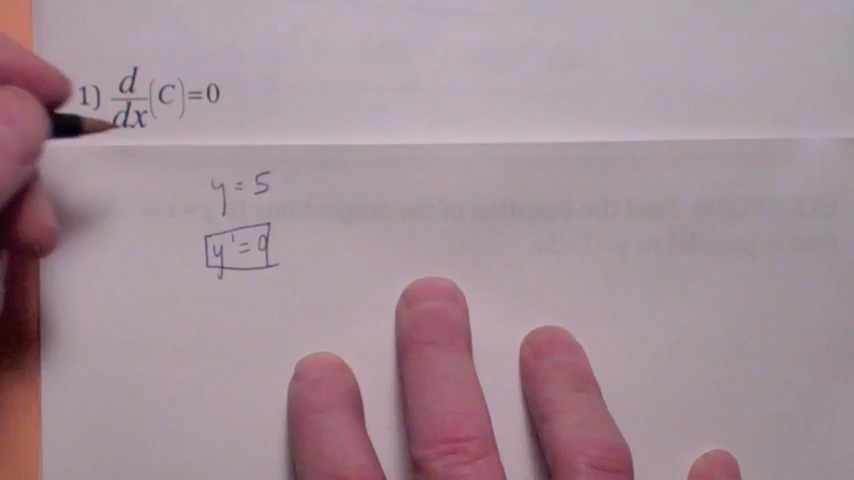 1) d/dx (C)=0
y = 5
y' = 0